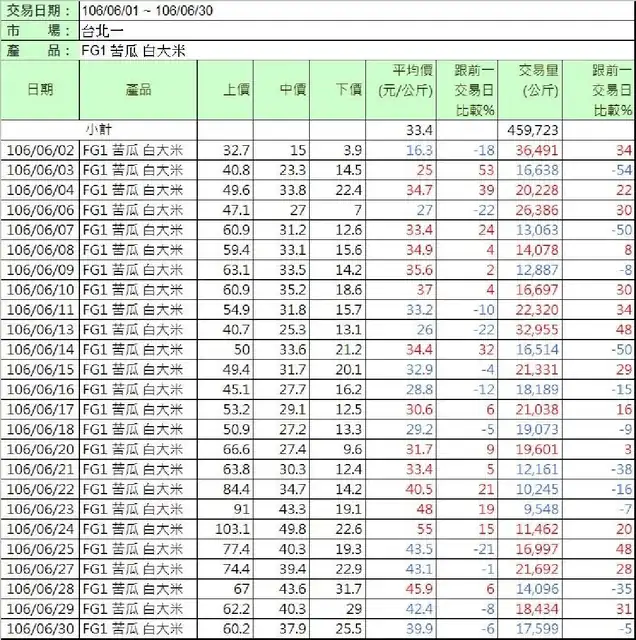 交易日期： 106/06/01 ~ 106/06/30
市 場： 台北一
產 品： FG1 苦瓜 白大米
日期 產品 上價 中價 下價 平均價(元/公斤) 跟前一交易日比較% 交易量(公斤) 跟前一交易日比較%
小計 33.4 459,723
106/06/02 FG1 苦瓜 白大米 32.7 15 3.9 16.3 -18 36,491 34
106/06/03 FG1 苦瓜 白大米 40.8 23.3 14.5 25 53 16,638 -54
106/06/04 FG1 苦瓜 白大米 49.6 33.8 22.4 34.7 39 20,228 22
106/06/06 FG1 苦瓜 白大米 47.1 27 7 27 -22 26,386 30
106/06/07 FG1 苦瓜 白大米 60.9 31.2 12.6 33.4 24 13,063 -50
106/06/08 FG1 苦瓜 白大米 59.4 33.1 15.6 34.9 4 14,078 8
106/06/09 FG1 苦瓜 白大米 63.1 33.5 14.2 35.6 2 12,887 -8
106/06/10 FG1 苦瓜 白大米 60.9 35.2 18.6 37 4 16,697 30
106/06/11 FG1 苦瓜 白大米 54.9 31.8 15.7 33.2 -10 22,320 34
106/06/13 FG1 苦瓜 白大米 40.7 25.3 13.1 26 -22 32,955 48
106/06/14 FG1 苦瓜 白大米 50 33.6 21.2 34.4 32 16,514 -50
106/06/15 FG1 苦瓜 白大米 49.4 31.7 20.1 32.9 -4 21,331 29
106/06/16 FG1 苦瓜 白大米 45.1 27.7 16.2 28.8 -12 18,189 -15
106/06/17 FG1 苦瓜 白大米 53.2 29.1 12.5 30.6 6 21,038 16
106/06/18 FG1 苦瓜 白大米 50.9 27.2 13.3 29.2 -5 19,073 -9
106/06/20 FG1 苦瓜 白大米 66.6 27.4 9.6 31.7 9 19,601 3
106/06/21 FG1 苦瓜 白大米 63.8 30.3 12.4 33.4 5 12,161 -38
106/06/22 FG1 苦瓜 白大米 84.4 34.7 14.2 40.5 21 10,245 -16
106/06/23 FG1 苦瓜 白大米 91 43.3 19.1 48 19 9,548 -7
106/06/24 FG1 苦瓜 白大米 103.1 49.8 22.6 55 15 11,462 20
106/06/25 FG1 苦瓜 白大米 77.4 40.3 19.3 43.5 -21 16,997 48
106/06/27 FG1 苦瓜 白大米 74.4 39.4 22.9 43.1 -1 21,692 28
106/06/28 FG1 苦瓜 白大米 67 43.6 31.7 45.9 6 14,096 -35
106/06/29 FG1 苦瓜 白大米 62.2 40.3 29 42.4 -8 18,434 31
106/06/30 FG1 苦瓜 白大米 60.2 37.9 25.5 39.9 -6 17,599 -5